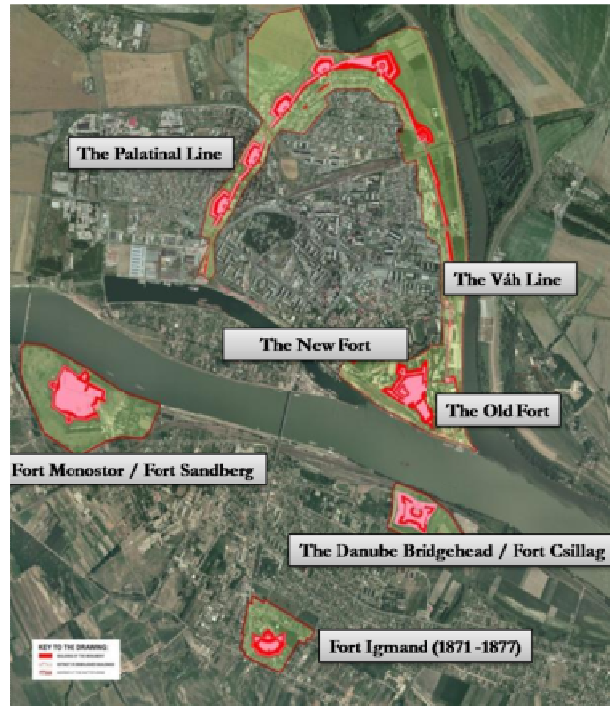 The Palatinal Line
The Váh Line
The New Fort
The Old Fort
Fort Monostor / Fort Sandberg
The Danube Bridgehead / Fort Csillag
Fort Igmand (1871 -1877)
KEY TO THE DRAWING: